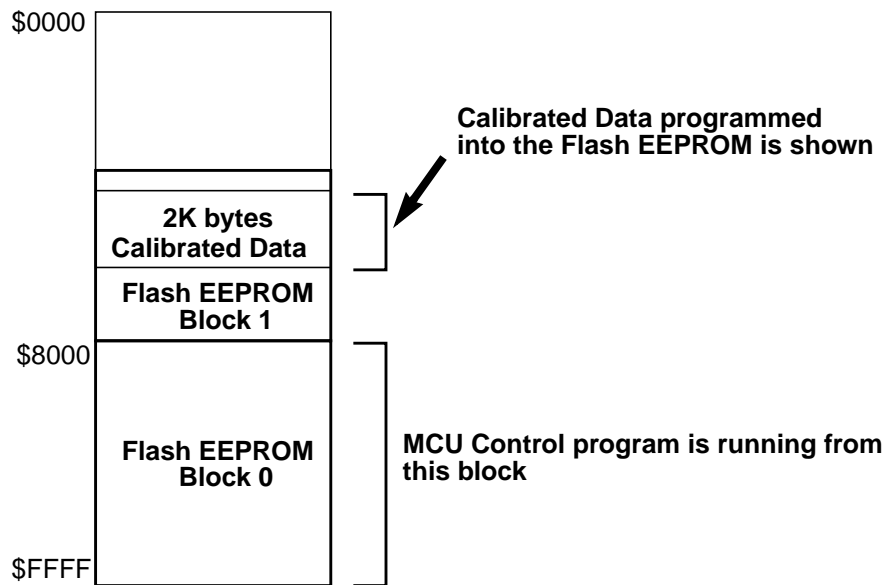 $0000
Calibrated Data programmed
into the Flash EEPROM is shown
2K bytes
Calibrated Data
Flash EEPROM
Block 1
$8000
Flash EEPROM
Block 0
MCU Control program is running from
this block
$FFFF